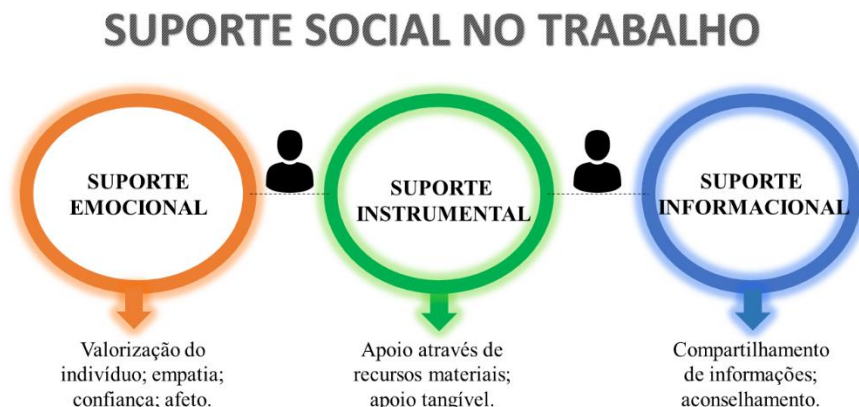 SUPORTE SOCIAL NO TRABALHO
SUPORTE
EMOCIONAL
SUPORTE
INSTRUMENTAL
SUPORTE
INFORMACIONAL
Valorização do
indivíduo; empatia;
confiança; afeto.
Apoio através de
recursos materiais;
apoio tangível.
Compartilhamento
de informações;
aconselhamento.